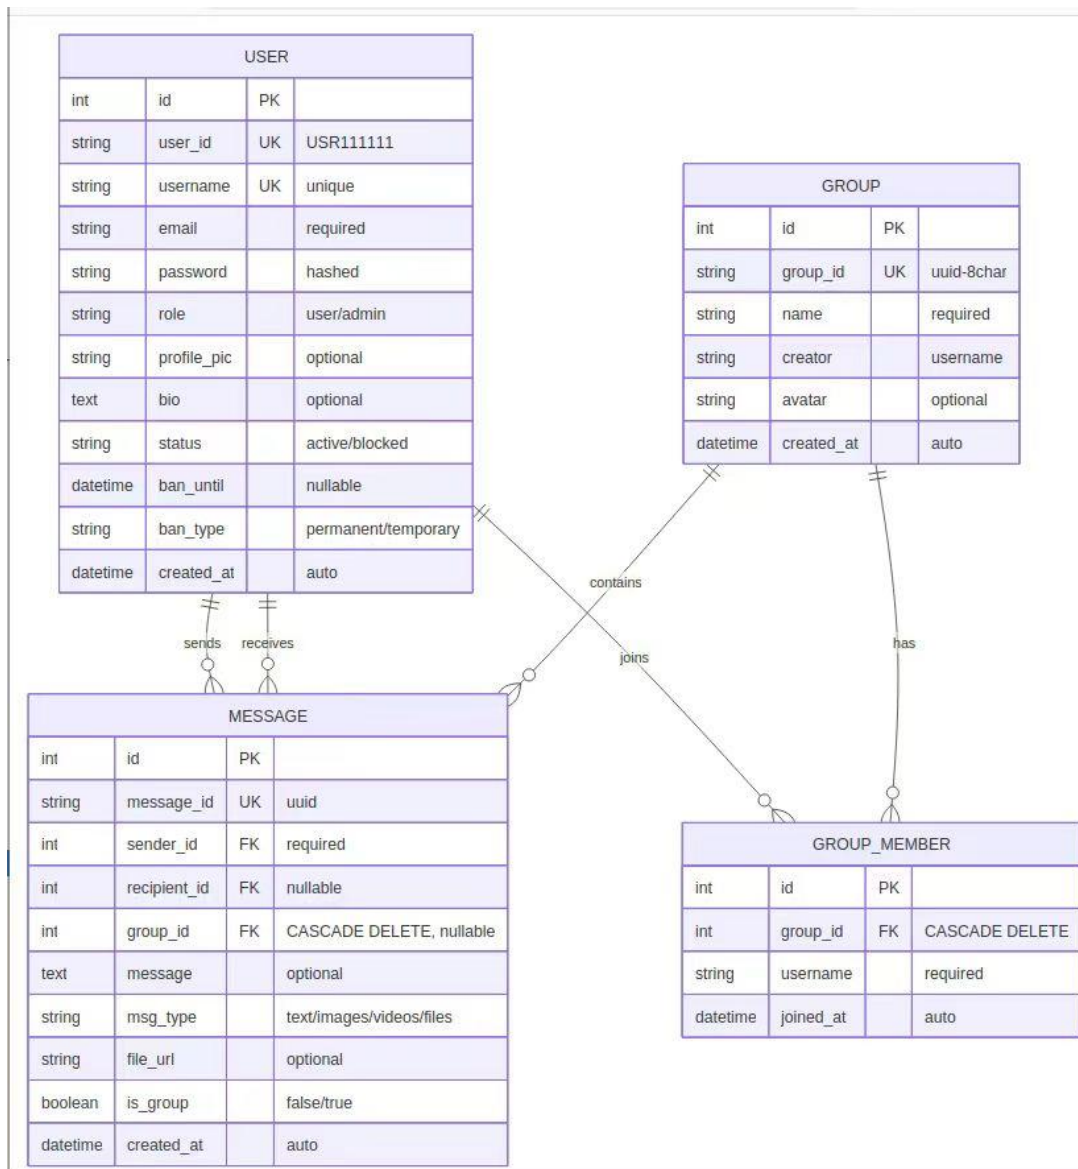 USER
int id PK
string user_id UK USR111111
string username UK unique
string email required
string password hashed
string role user/admin
string profile_pic optional
text bio optional
string status active/blocked
datetime ban_until nullable
string ban_type permanent/temporary
datetime created_at auto
GROUP
int id PK
string group_id UK uuid-8char
string name required
string creator username
string avatar optional
datetime created_at auto
contains
sends
receives
joins
has
MESSAGE
int id PK
string message_id UK uuid
int sender_id FK required
int recipient_id FK nullable
int group_id FK CASCADE DELETE, nullable
text message optional
string msg_type text/images/videos/files
string file_url optional
boolean is_group false/true
datetime created_at auto
GROUP_MEMBER
int id PK
int group_id FK CASCADE DELETE
string username required
datetime joined_at auto